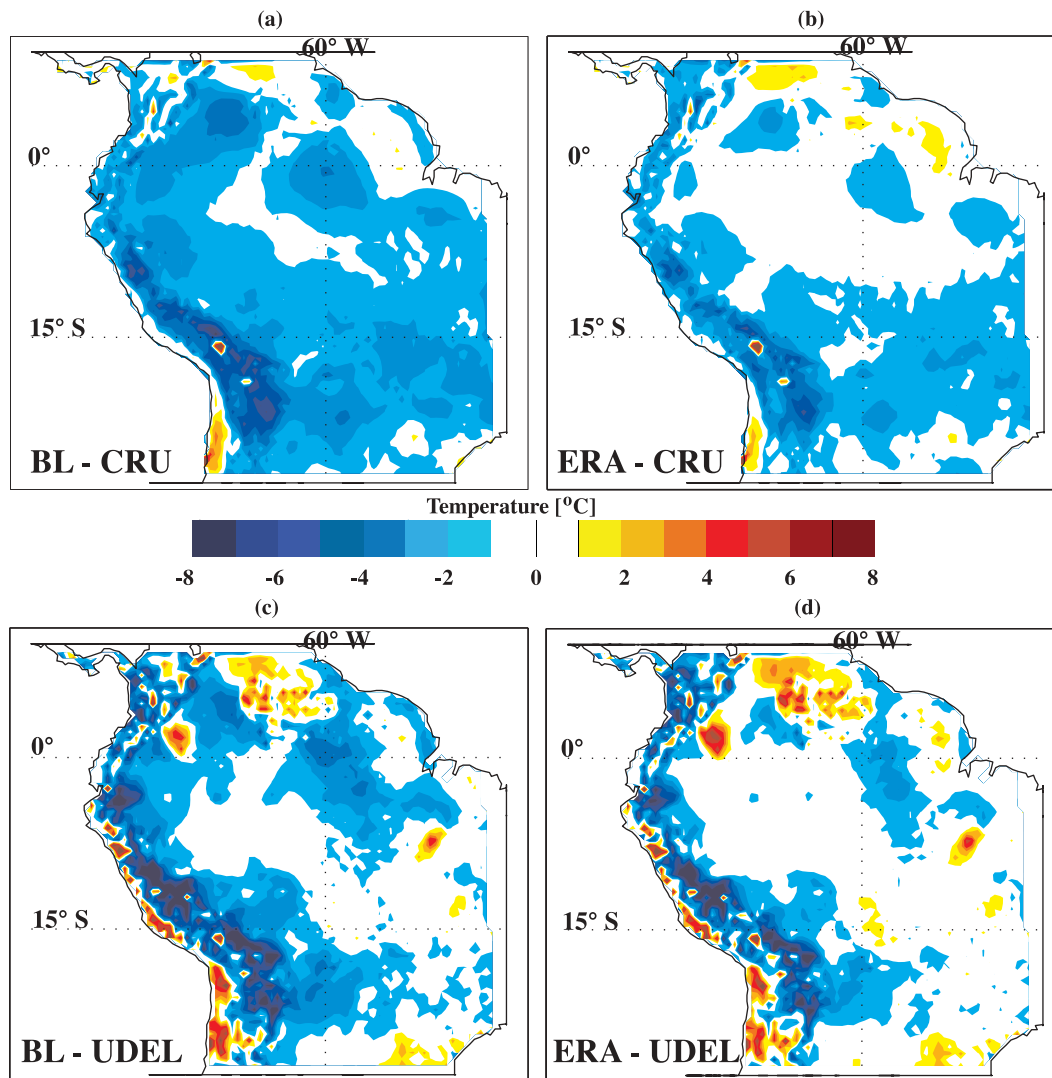 (a)
(b)
60° W
60° W
0°
0°
15° S
15° S
BL - CRU
ERA - CRU
Temperature [°C]
-8 -6 -4 -2 0 2 4 6 8
(c)
(d)
60° W
60° W
0°
0°
15° S
15° S
BL - UDEL
ERA - UDEL